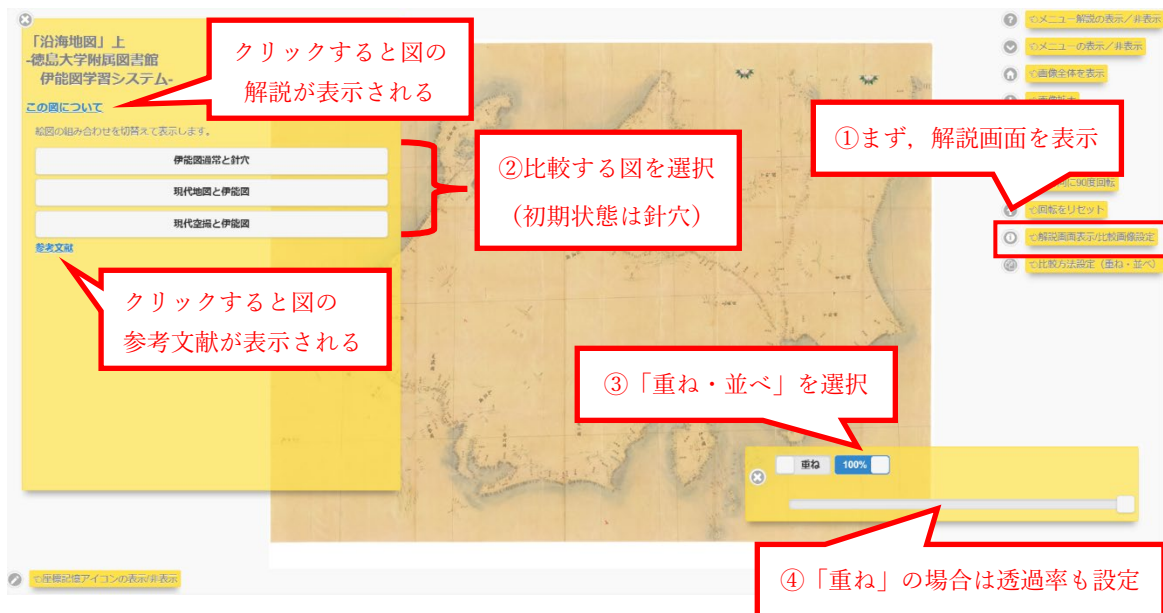 「沿海地図」上
-徳島大学附属図書館
伊能図学習システム-
この図について
絵図の組み合わせを切替えて表示します。
伊能図通常と針穴
現代地図と伊能図
現代空撮と伊能図
参考文献
クリックすると図の
解説が表示される
②比較する図を選択
（初期状態は針穴）
クリックすると図の
参考文献が表示される
☜メニュー解説の表示／非表示
☜メニューの表示／非表示
☜画像全体を表示
①まず，解説画面を表示
に90度回転
☜回転をリセット
☜解説画面表示/比較画像設定
☜比較方法設定（重ね・並べ）
③「重ね・並べ」を選択
重ね
100%
④「重ね」の場合は透過率も設定
☜座標記憶アイコンの表示/非表示